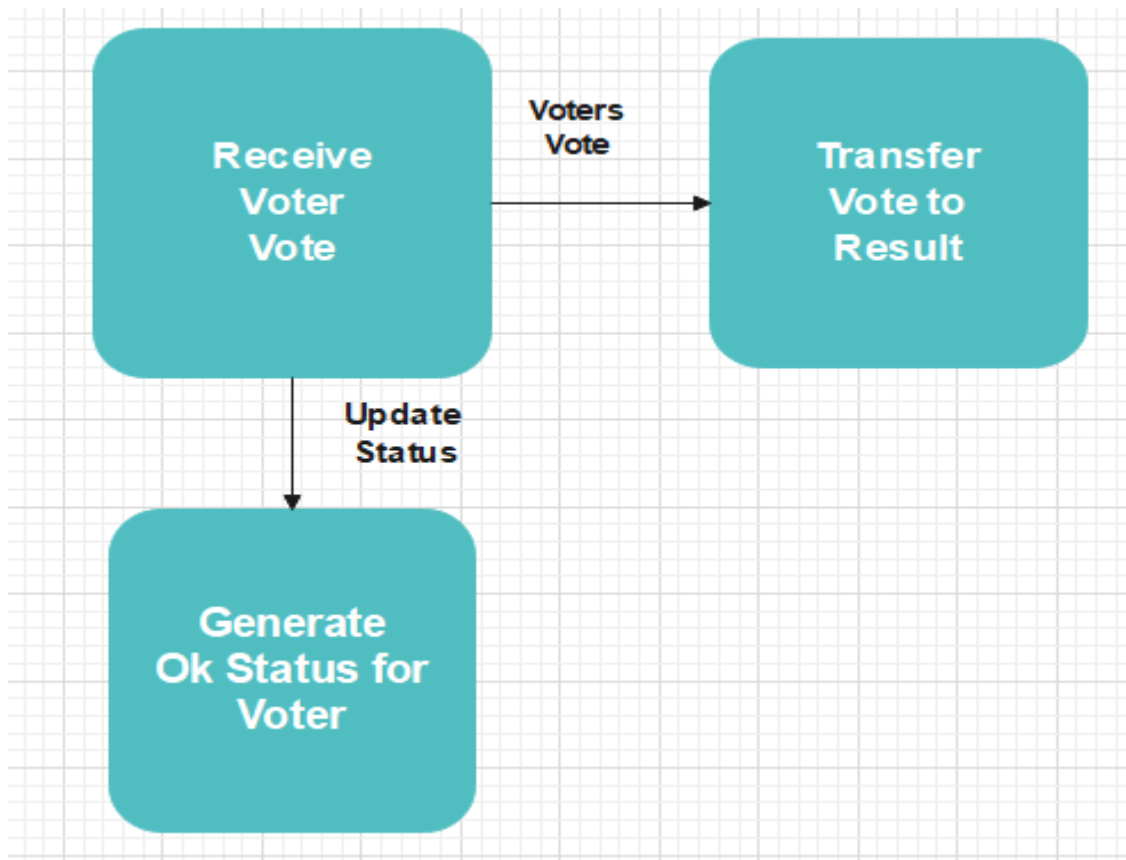 Receive
Voter
Vote
Voters
Vote
Transfer
Vote to
Result
Update
Status
Generate
Ok Status for
Voter